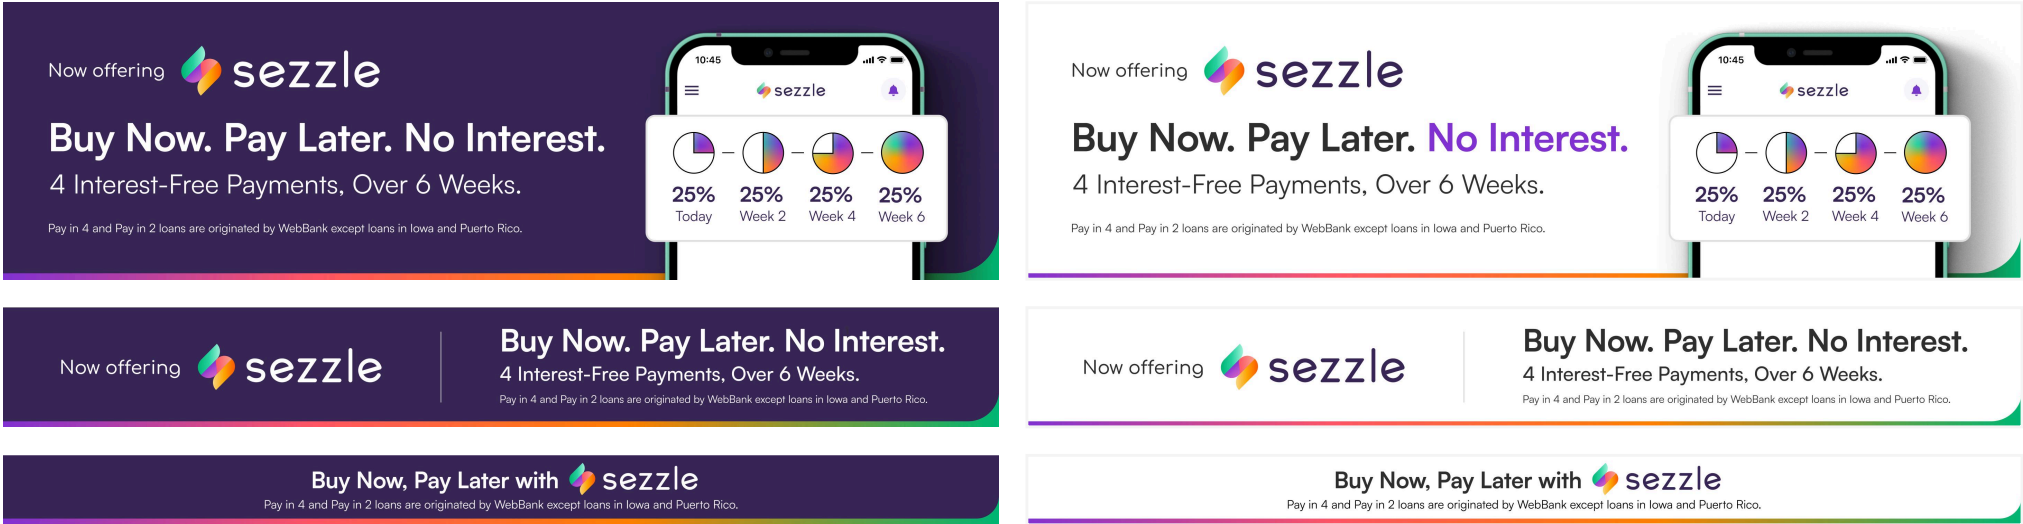 Now offering sezzle
Buy Now. Pay Later. No Interest.
4 Interest-Free Payments, Over 6 Weeks.
Pay in 4 and Pay in 2 loans are originated by WebBank except loans in Iowa and Puerto Rico.
10:45
sezzle
25% 25% 25% 25%
Today Week 2 Week 4 Week 6
Now offering sezzle
Buy Now. Pay Later. No Interest.
4 Interest-Free Payments, Over 6 Weeks.
Pay in 4 and Pay in 2 loans are originated by WebBank except loans in Iowa and Puerto Rico.
10:45
sezzle
25% 25% 25% 25%
Today Week 2 Week 4 Week 6
Now offering sezzle
Buy Now. Pay Later. No Interest.
4 Interest-Free Payments, Over 6 Weeks.
Pay in 4 and Pay in 2 loans are originated by WebBank except loans in Iowa and Puerto Rico.
Now offering sezzle
Buy Now. Pay Later. No Interest.
4 Interest-Free Payments, Over 6 Weeks.
Pay in 4 and Pay in 2 loans are originated by WebBank except loans in Iowa and Puerto Rico.
Buy Now, Pay Later with sezzle
Pay in 4 and Pay in 2 loans are originated by WebBank except loans in Iowa and Puerto Rico.
Buy Now, Pay Later with sezzle
Pay in 4 and Pay in 2 loans are originated by WebBank except loans in Iowa and Puerto Rico.